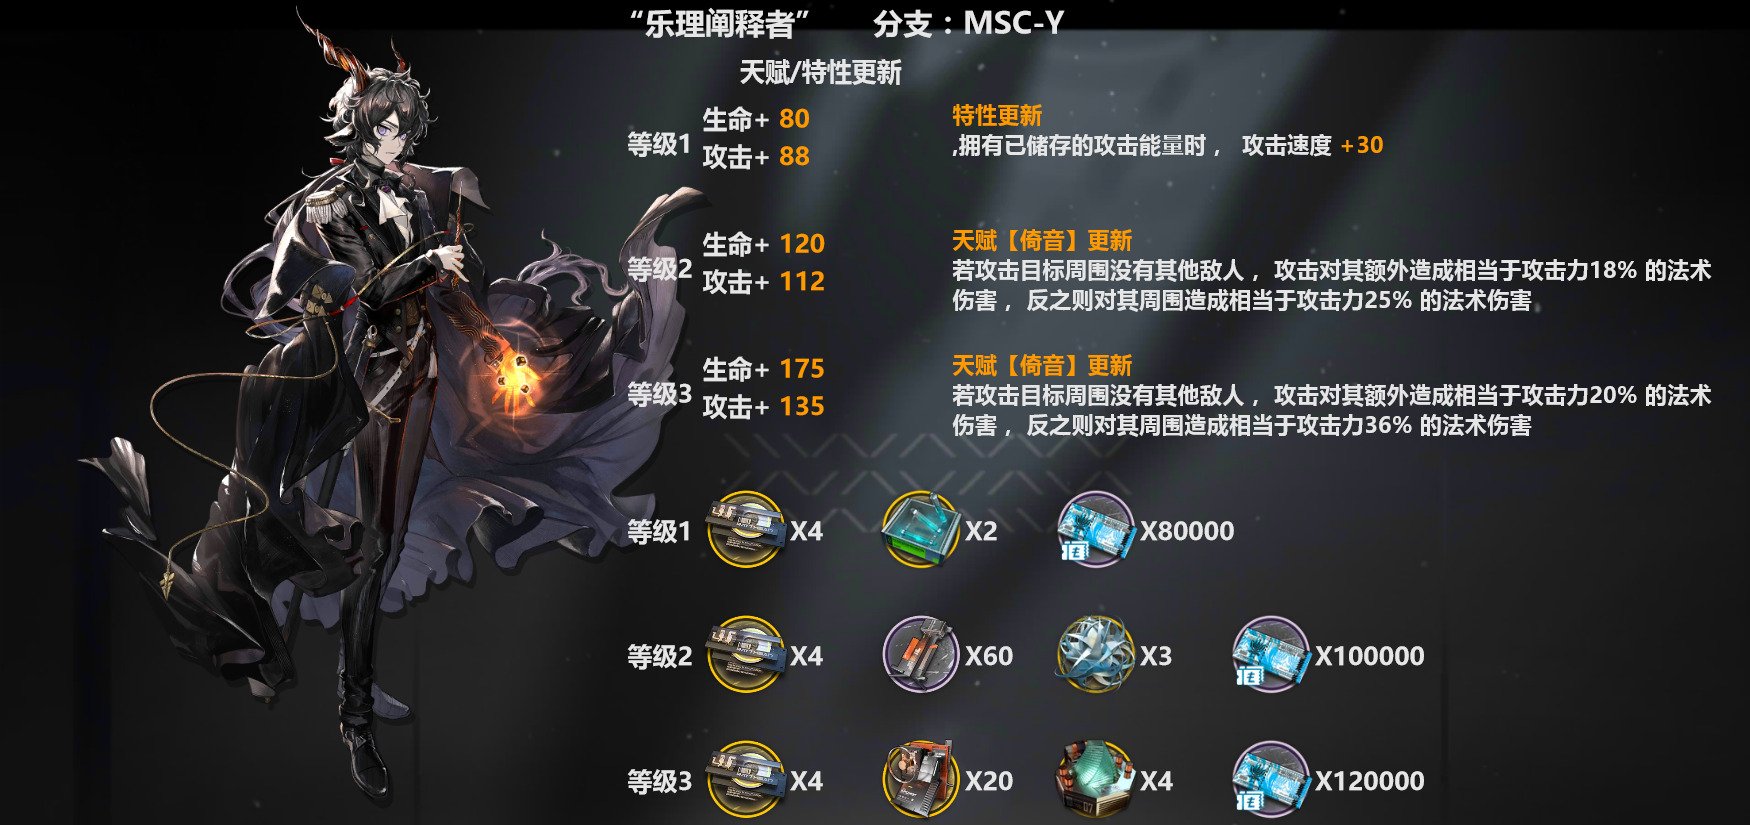 “乐理阐释者” 分支：MSC-Y
天赋/特性更新
等级1
生命+ 80
攻击+ 88
特性更新
,拥有已储存的攻击能量时， 攻击速度 +30
等级2
生命+ 120
攻击+ 112
天赋【倚音】更新
若攻击目标周围没有其他敌人， 攻击对其额外造成相当于攻击力18% 的法术
伤害， 反之则对其周围造成相当于攻击力25% 的法术伤害
等级3
生命+ 175
攻击+ 135
天赋【倚音】更新
若攻击目标周围没有其他敌人， 攻击对其额外造成相当于攻击力20% 的法术
伤害， 反之则对其周围造成相当于攻击力36% 的法术伤害
等级1 X4 X2 X80000
等级2 X4 X60 X3 X100000
等级3 X4 X20 X4 X120000